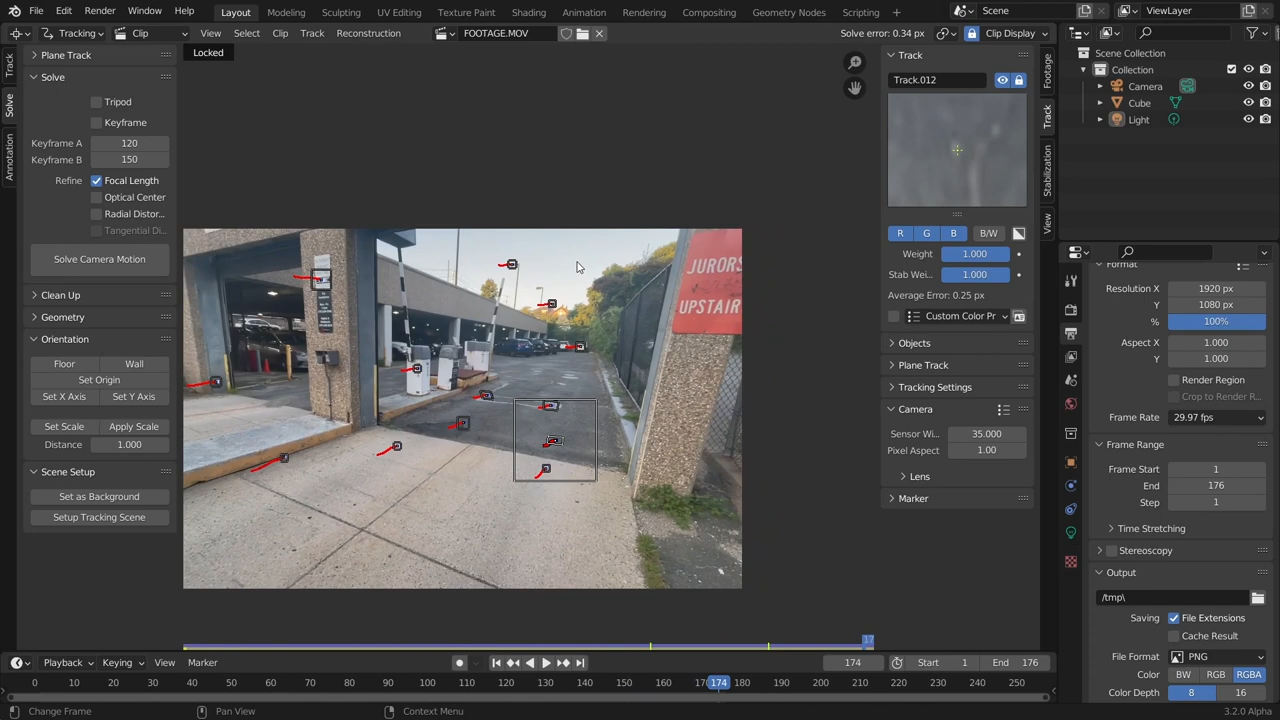 File Edit Render Window Help Layout Modeling Sculpting UV Editing Texture Paint Shading Animation Rendering Compositing Geometry Nodes Scripting Scene ViewLayer
Tracking Clip View Select Clip Track Reconstruction FOOTAGE.MOV Solve error: 0.34 px Clip Display
Locked
Track
Solve
Annotation
Plane Track
Solve
Tripod
Keyframe
Keyframe A 120
Keyframe B 150
Refine Focal Length
Optical Center
Radial Distor...
Tangential Di...
Solve Camera Motion
Clean Up
Geometry
Orientation
Floor Wall
Set Origin
Set X Axis Set Y Axis
Set Scale Apply Scale
Distance 1.000
Scene Setup
Set as Background
Setup Tracking Scene
JURORS
UPSTAIR
Track
Track.012
R G B B/W
Weight 1.000
Stab Wei... 1.000
Average Error: 0.25 px
Custom Color Pr
Objects
Plane Track
Tracking Settings
Camera
Sensor Wi... 35.000
Pixel Aspect 1.00
Lens
Marker
Footage
Track
Stabilization
View
Scene Collection
Collection
Camera
Cube
Light
Format
Resolution X 1920 px
Y 1080 px
% 100%
Aspect X 1.000
Y 1.000
Render Region
Crop to Render R
Frame Rate 29.97 fps
Frame Range
Frame Start 1
End 176
Step 1
Time Stretching
Stereoscopy
Output
/tmp\
Saving File Extensions
Cache Result
File Format PNG
Color BW RGB RGBA
Color Depth 8 16
17
Playback Keying View Marker 174 Start 1 End 176
0 10 20 30 40 50 60 70 80 90 100 110 120 130 140 150 160 17 174 180 190 200 210 220 230 240 250
Change Frame Pan View Context Menu 3.2.0 Alpha